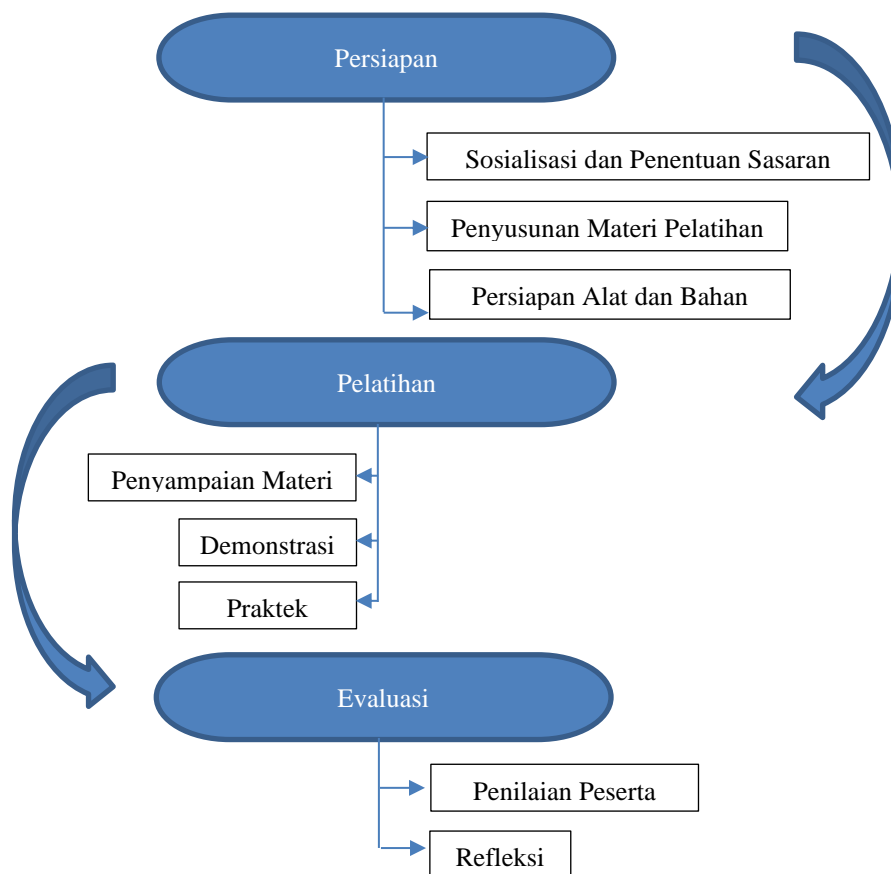 Persiapan
Sosialisasi dan Penentuan Sasaran
Penyusunan Materi Pelatihan
Persiapan Alat dan Bahan
Pelatihan
Penyampaian Materi
Demonstrasi
Praktek
Evaluasi
Penilaian Peserta
Refleksi